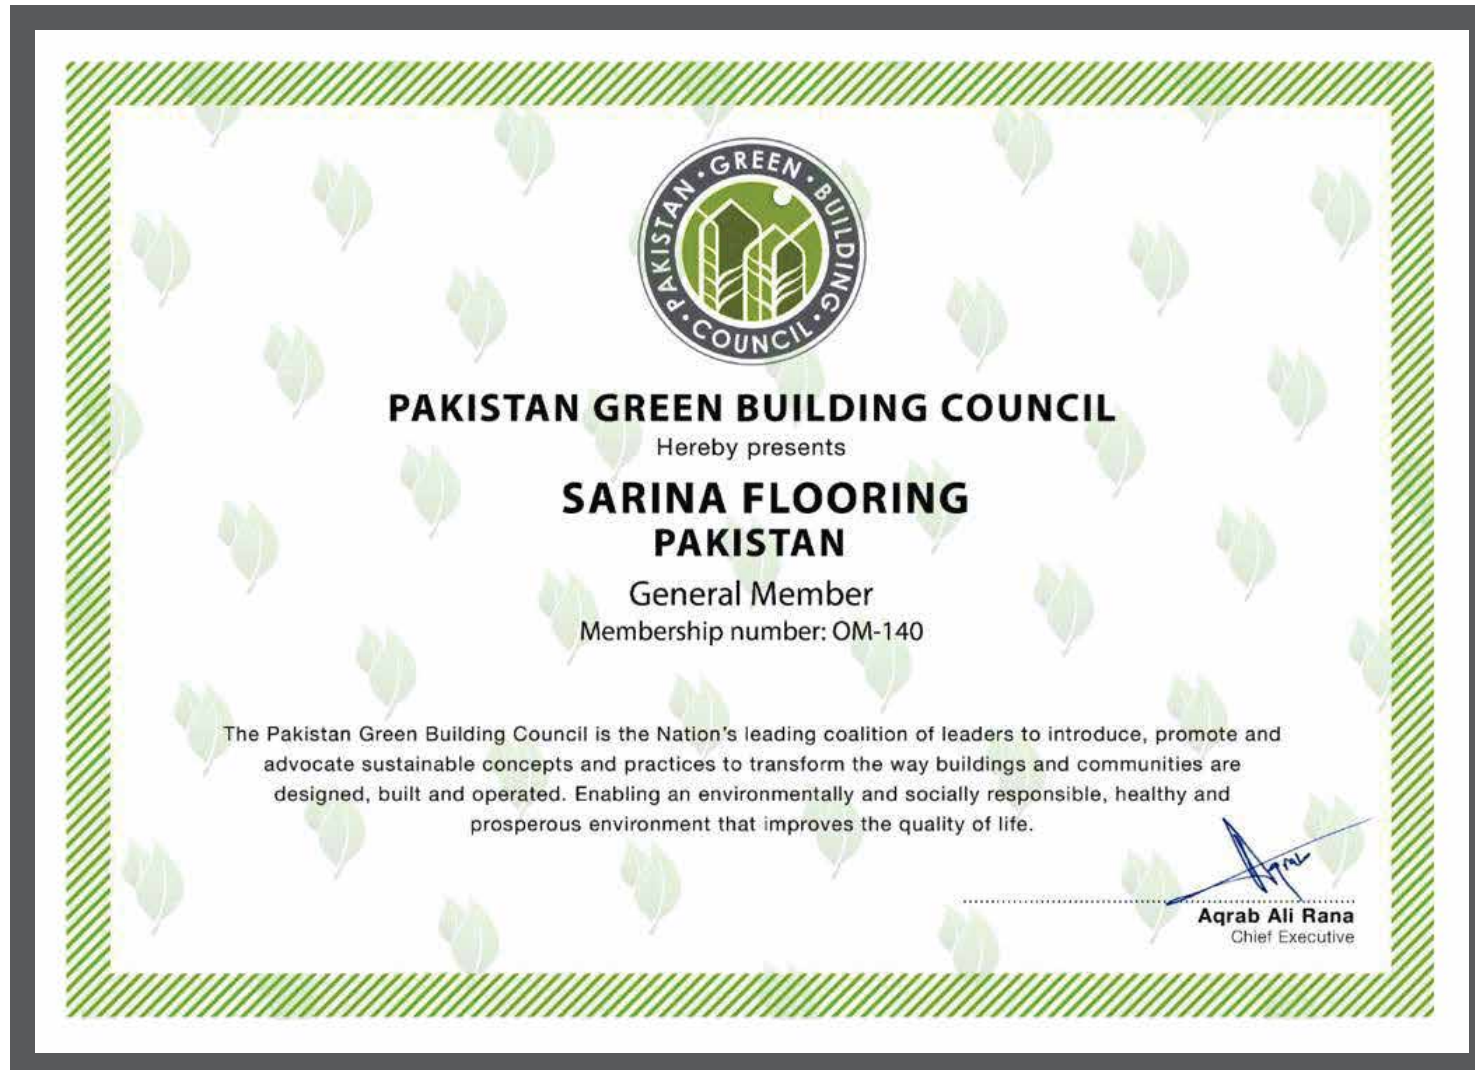 PAKISTAN · GREEN · BUILDING · COUNCIL ·
PAKISTAN GREEN BUILDING COUNCIL
Hereby presents
SARINA FLOORING
PAKISTAN
General Member
Membership number: OM-140
The Pakistan Green Building Council is the Nation's leading coalition of leaders to introduce, promote and
advocate sustainable concepts and practices to transform the way buildings and communities are
designed, built and operated. Enabling an environmentally and socially responsible, healthy and
prosperous environment that improves the quality of life.
Aqrab
Aqrab Ali Rana
Chief Executive